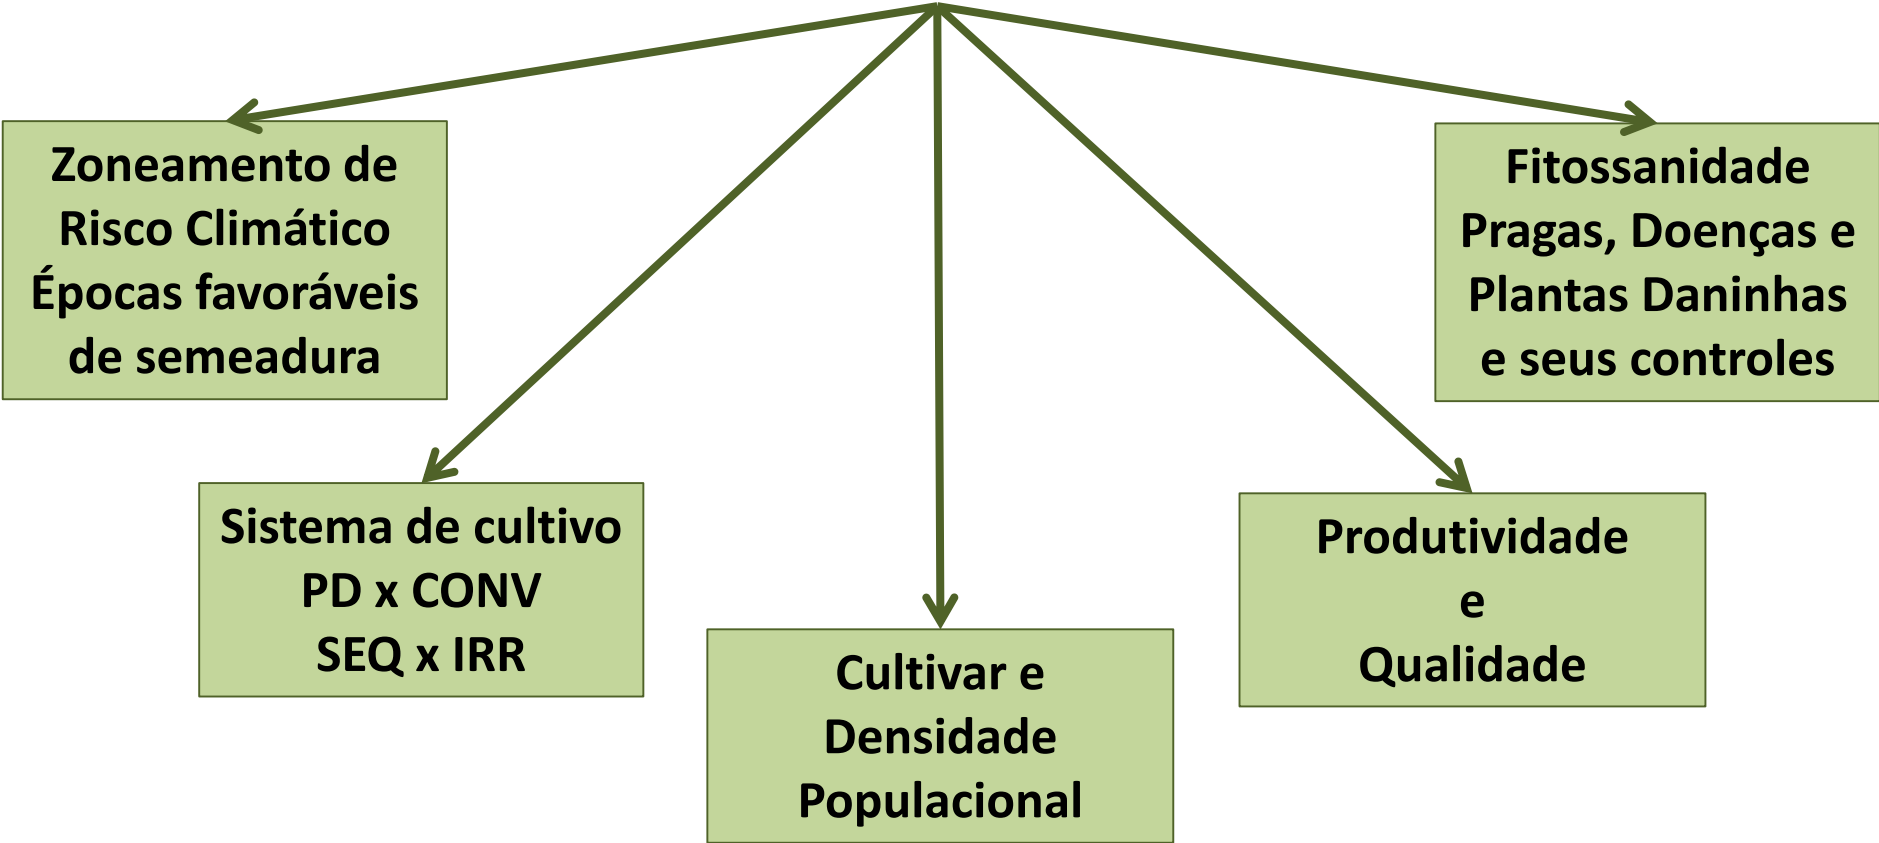 Zoneamento de
Risco Climático
Épocas favoráveis
de semeadura
Fitossanidade
Pragas, Doenças e
Plantas Daninhas
e seus controles
Sistema de cultivo
PD x CONV
SEQ x IRR
Produtividade
e
Qualidade
Cultivar e
Densidade
Populacional